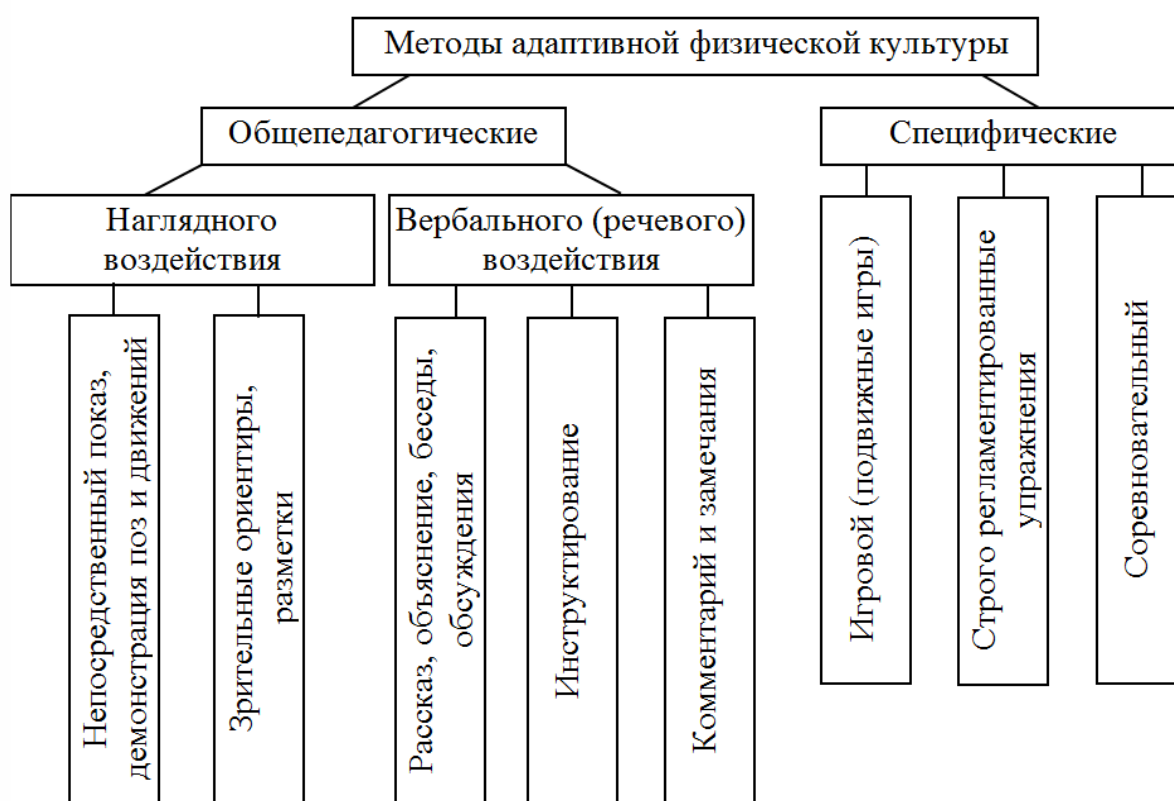 Методы адаптивной физической культуры
Общепедагогические
Специфические
Наглядного
воздействия
Вербального (речевого)
воздействия
Непосредственный показ,
демонстрация поз и движений
Зрительные ориентиры,
разметки
Рассказ, объяснение, беседы,
обсуждения
Инструктирование
Комментарий и замечания
Игровой (подвижные игры)
Строго регламентированные
упражнения
Соревновательный